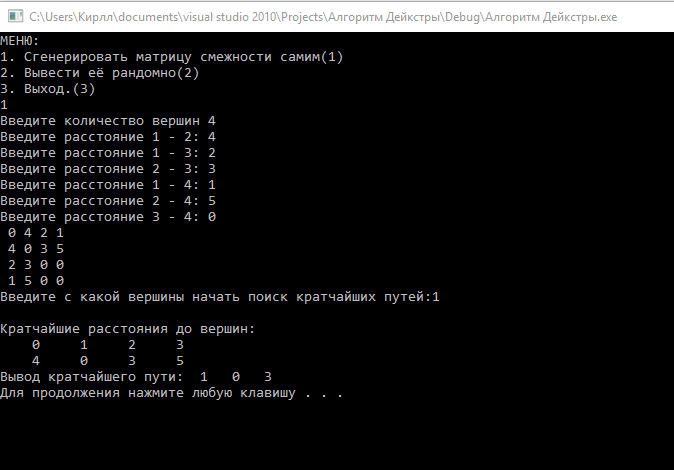 C:\Users\Кирлл\documents\visual studio 2010\Projects\Алгоритм Дейкстры\Debug\Алгоритм Дейкстры.exe
МЕНЮ:
1. Сгенерировать матрицу смежности самим(1)
2. Вывести её рандомно(2)
3. Выход.(3)
1
Введите количество вершин 4
Введите расстояние 1 - 2: 4
Введите расстояние 1 - 3: 2
Введите расстояние 2 - 3: 3
Введите расстояние 1 - 4: 1
Введите расстояние 2 - 4: 5
Введите расстояние 3 - 4: 0
0 4 2 1
4 0 3 5
2 3 0 0
1 5 0 0
Введите с какой вершины начать поиск кратчайших путей:1
Кратчайшие расстояния до вершин:
0 1 2 3
4 0 3 5
Вывод кратчайшего пути: 1 0 3
Для продолжения нажмите любую клавишу . . .